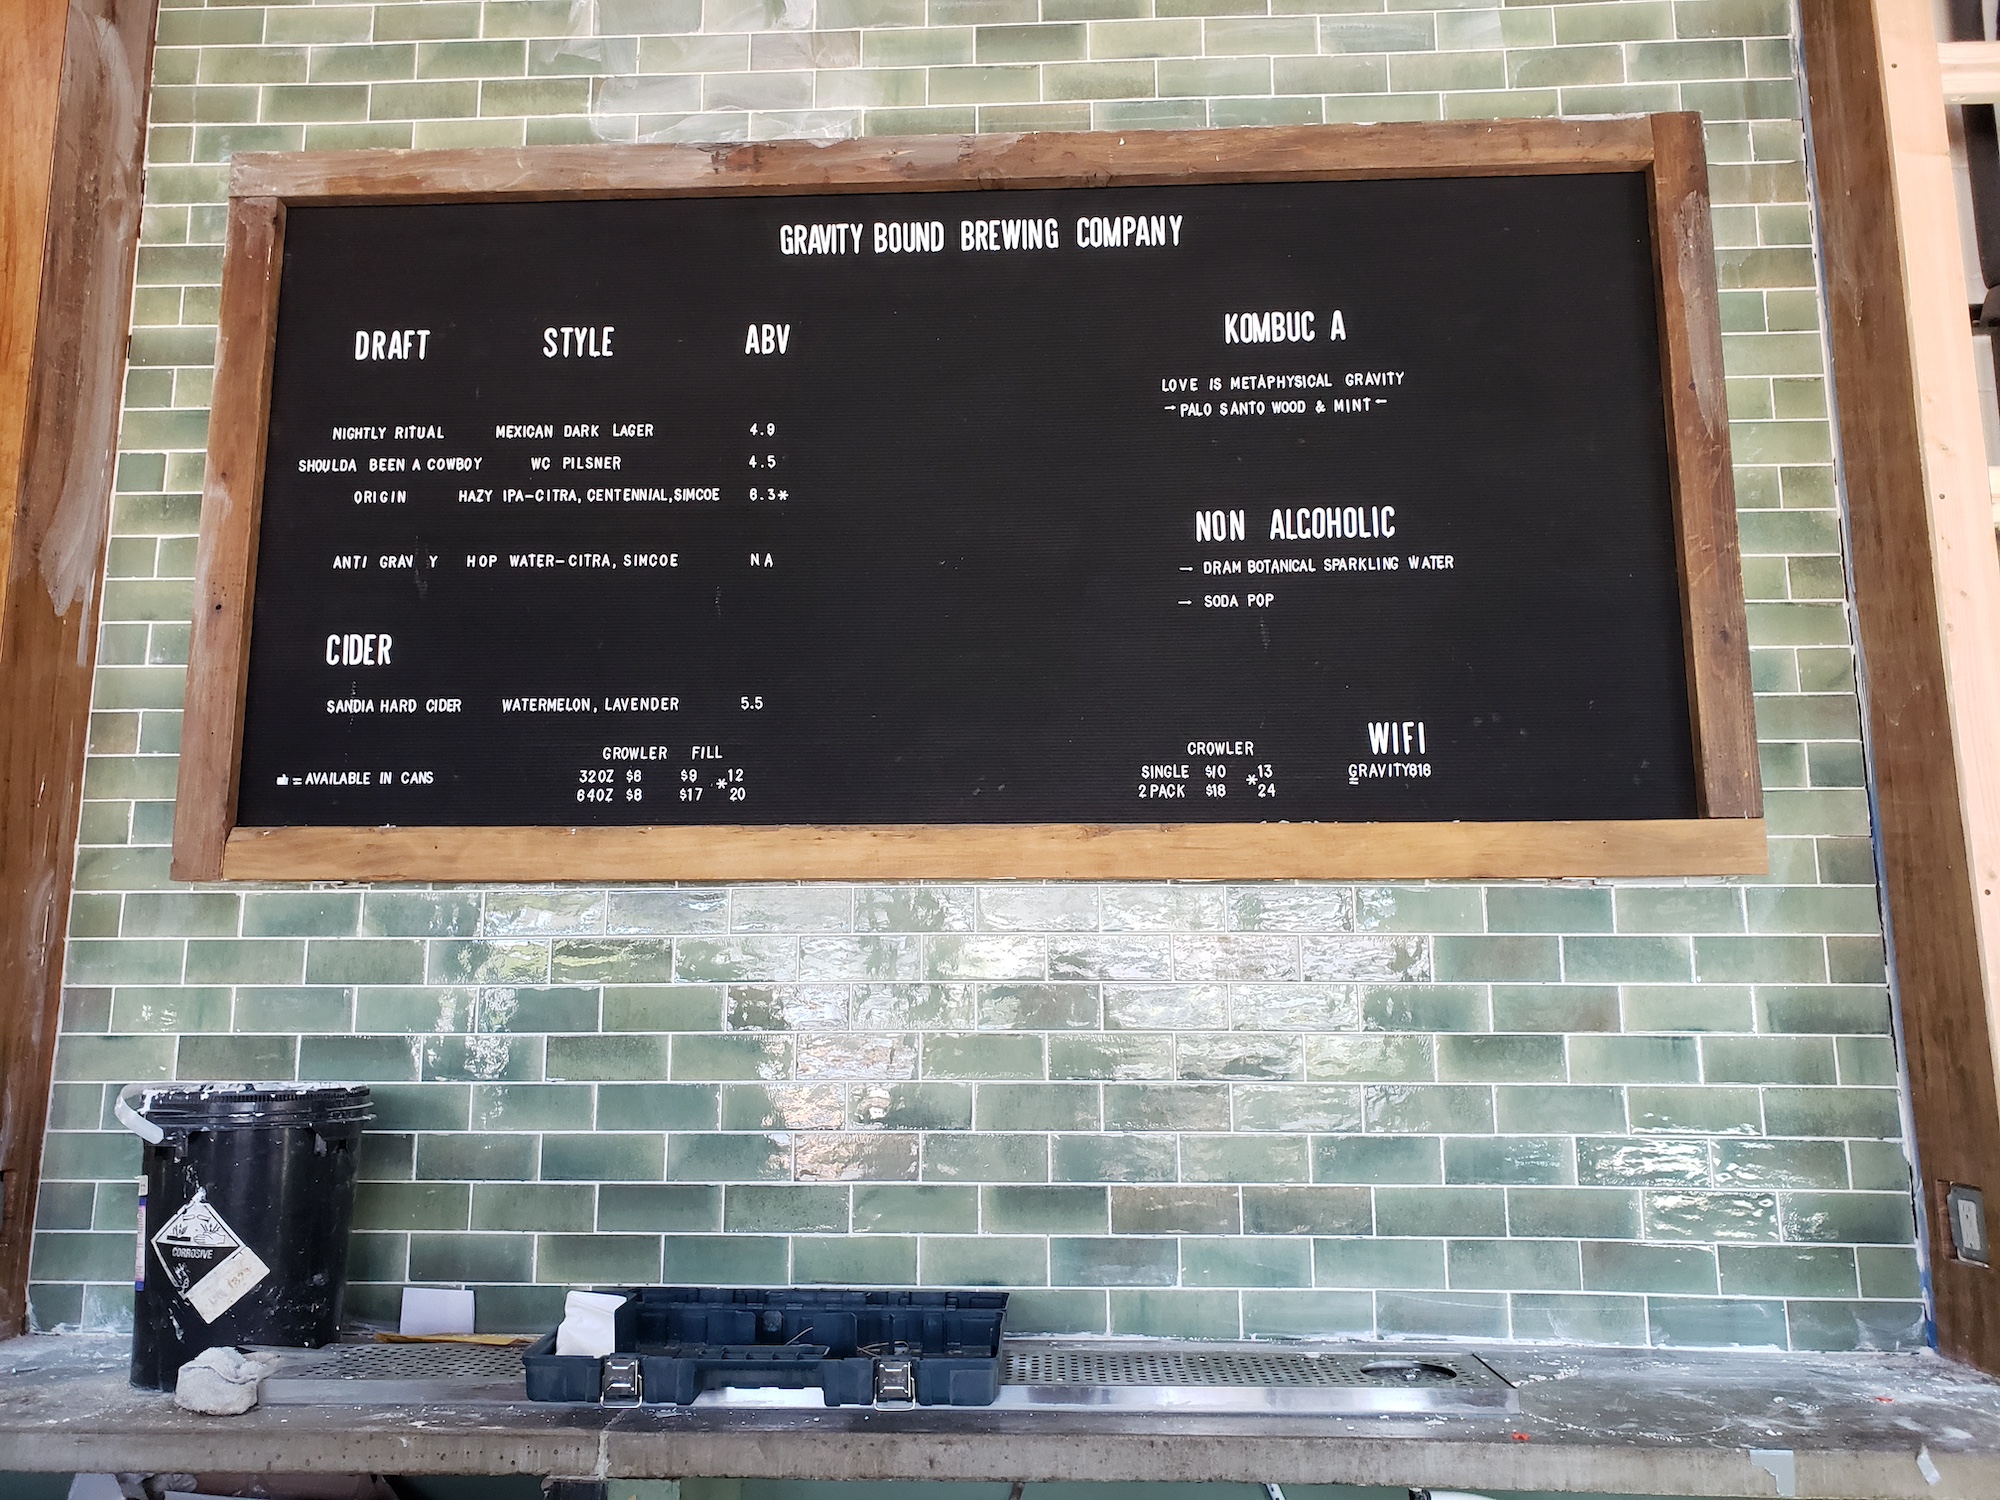 GRAVITY BOUND BREWING COMPANY
DRAFT STYLE ABV
NIGHTLY RITUAL MEXICAN DARK LAGER 4.9
SHOULDA BEEN A COWBOY WC PILSNER 4.5
ORIGIN HAZY IPA-CITRA, CENTENNIAL,SIMCOE 6.3*
ANTI GRAV Y HOP WATER-CITRA, SIMCOE NA
CIDER
SANDIA HARD CIDER WATERMELON, LAVENDER 5.5
= AVAILABLE IN CANS
GROWLER FILL
32OZ $6 $9 *12
64OZ $8 $17 20
KOMBUC A
LOVE IS METAPHYSICAL GRAVITY
→PALO SANTO WOOD & MINT←
NON ALCOHOLIC
→ DRAM BOTANICAL SPARKLING WATER
→ SODA POP
CROWLER
SINGLE $10 *13
2 PACK $18 24
WIFI
GRAVITY816
CORROSIVE